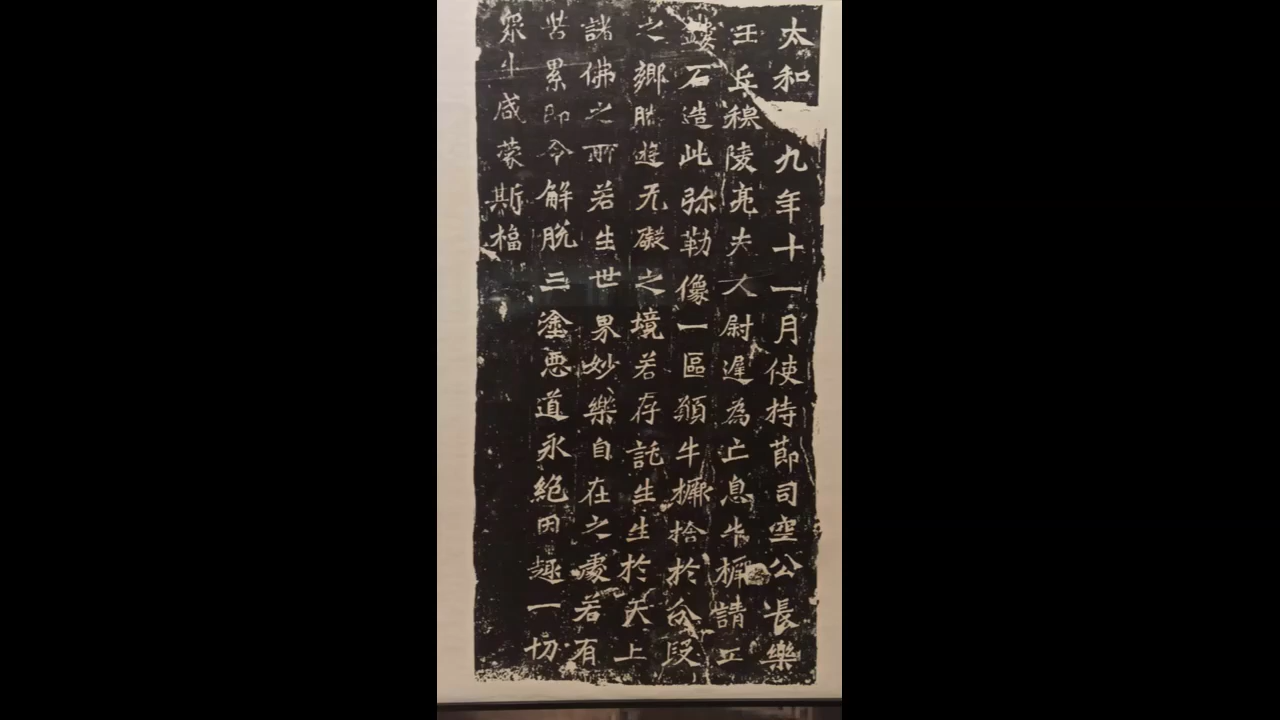 太和九年十一月使持節司空公長樂
王丘穆陵亮夫人尉遲為亡息牛橛請工
鏤石造此弥勒像一區願牛橛捨於分段
之鄉騰遊无礙之境若存託生生於天上
諸佛之所若生世界妙樂自在之處若有
苦累即令解脫三塗惡道永絕因趣一切
眾生咸蒙斯福